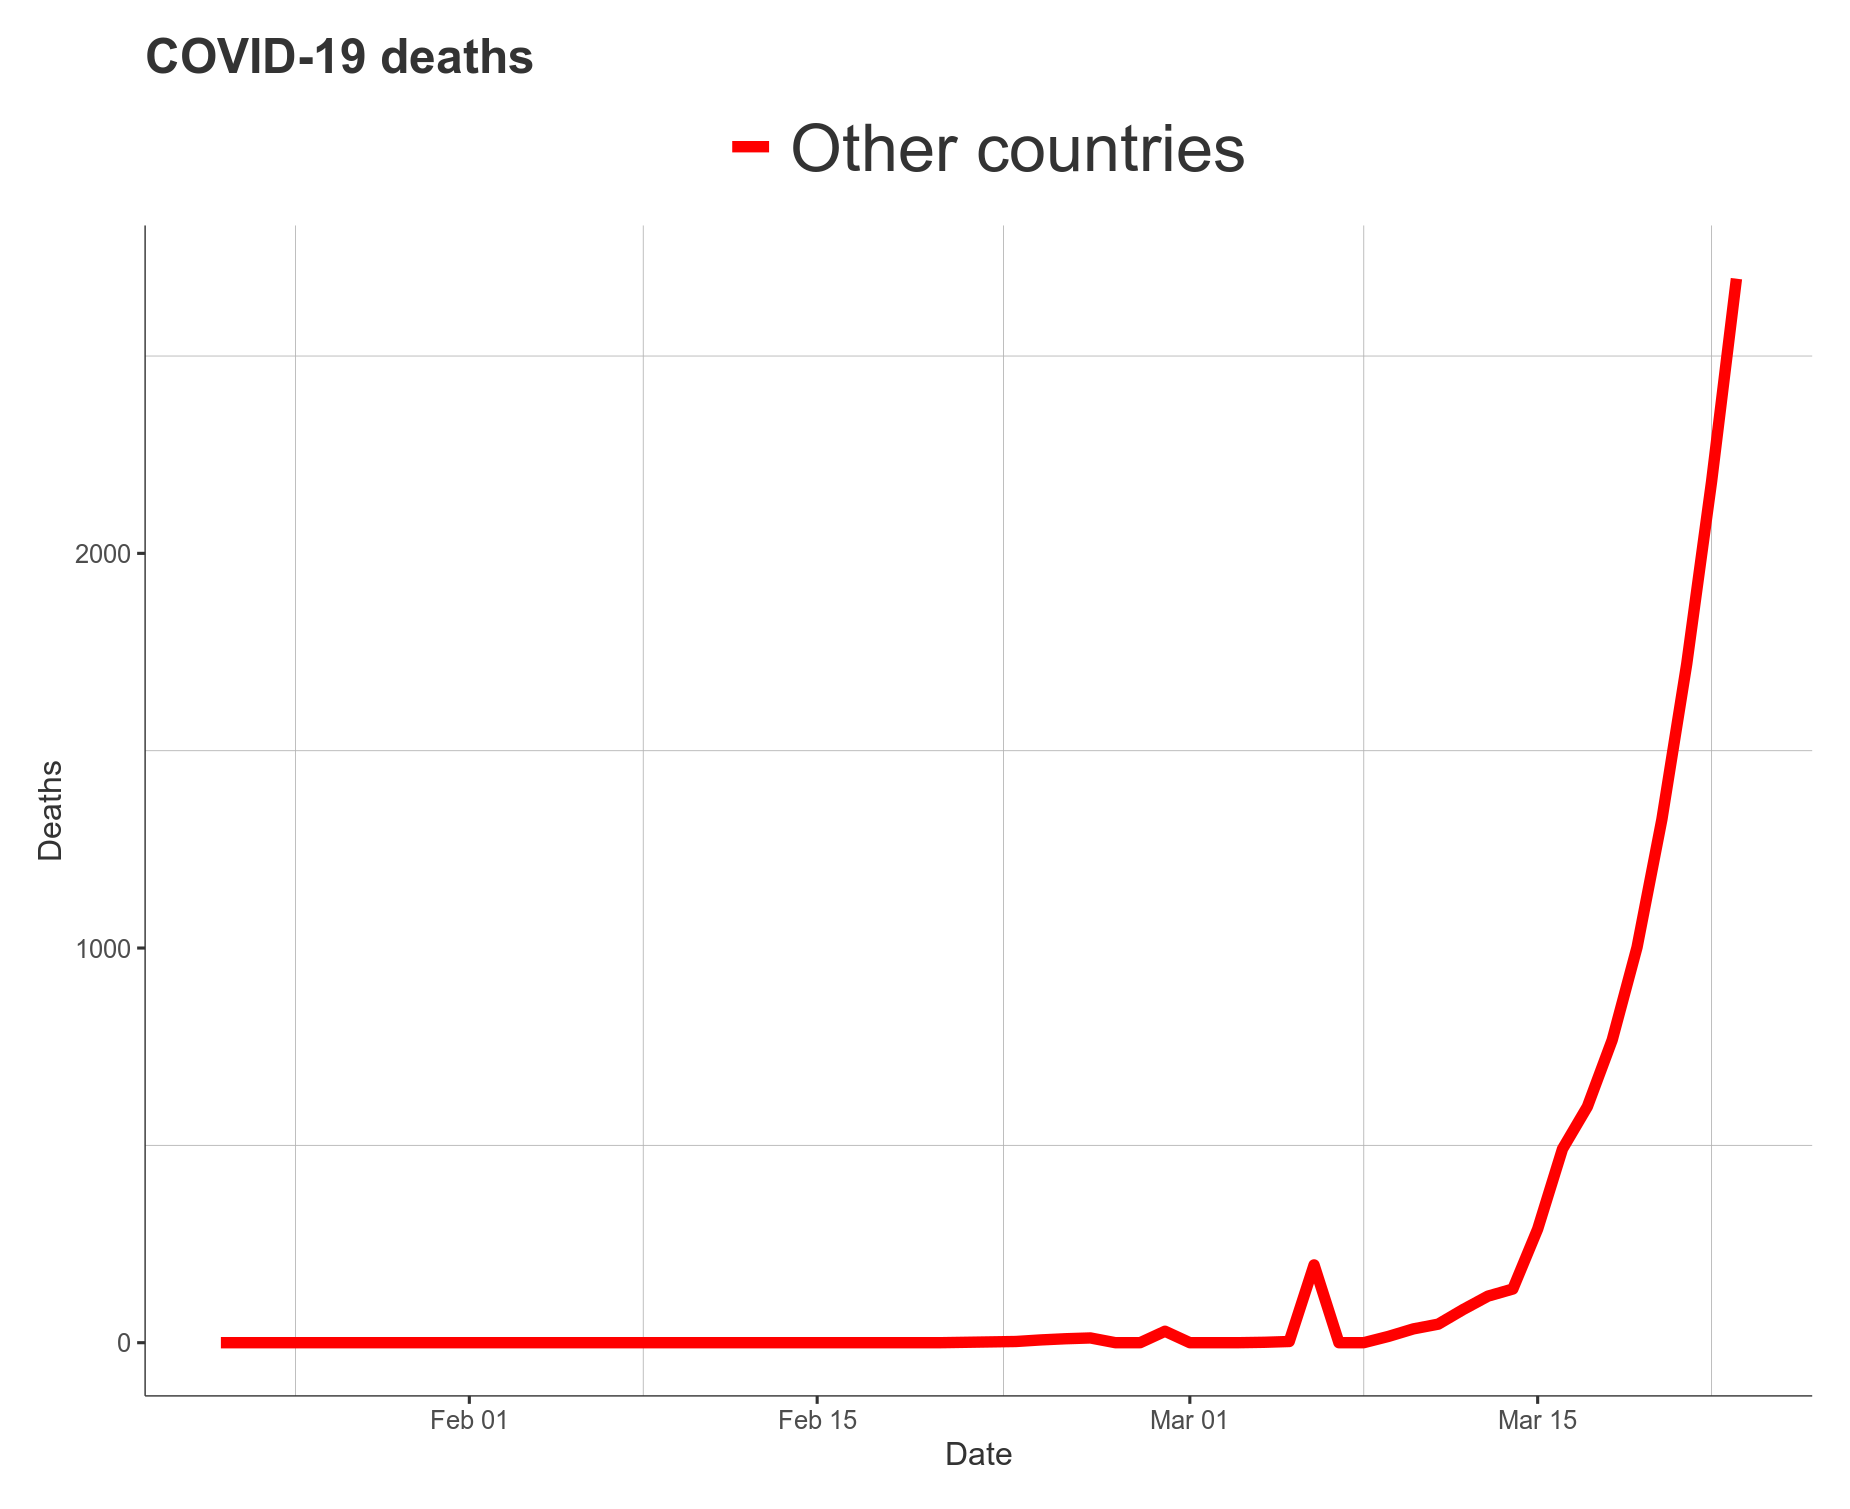 COVID-19 deaths
Other countries
2000
1000
0
Deaths
Feb 01
Feb 15
Mar 01
Mar 15
Date